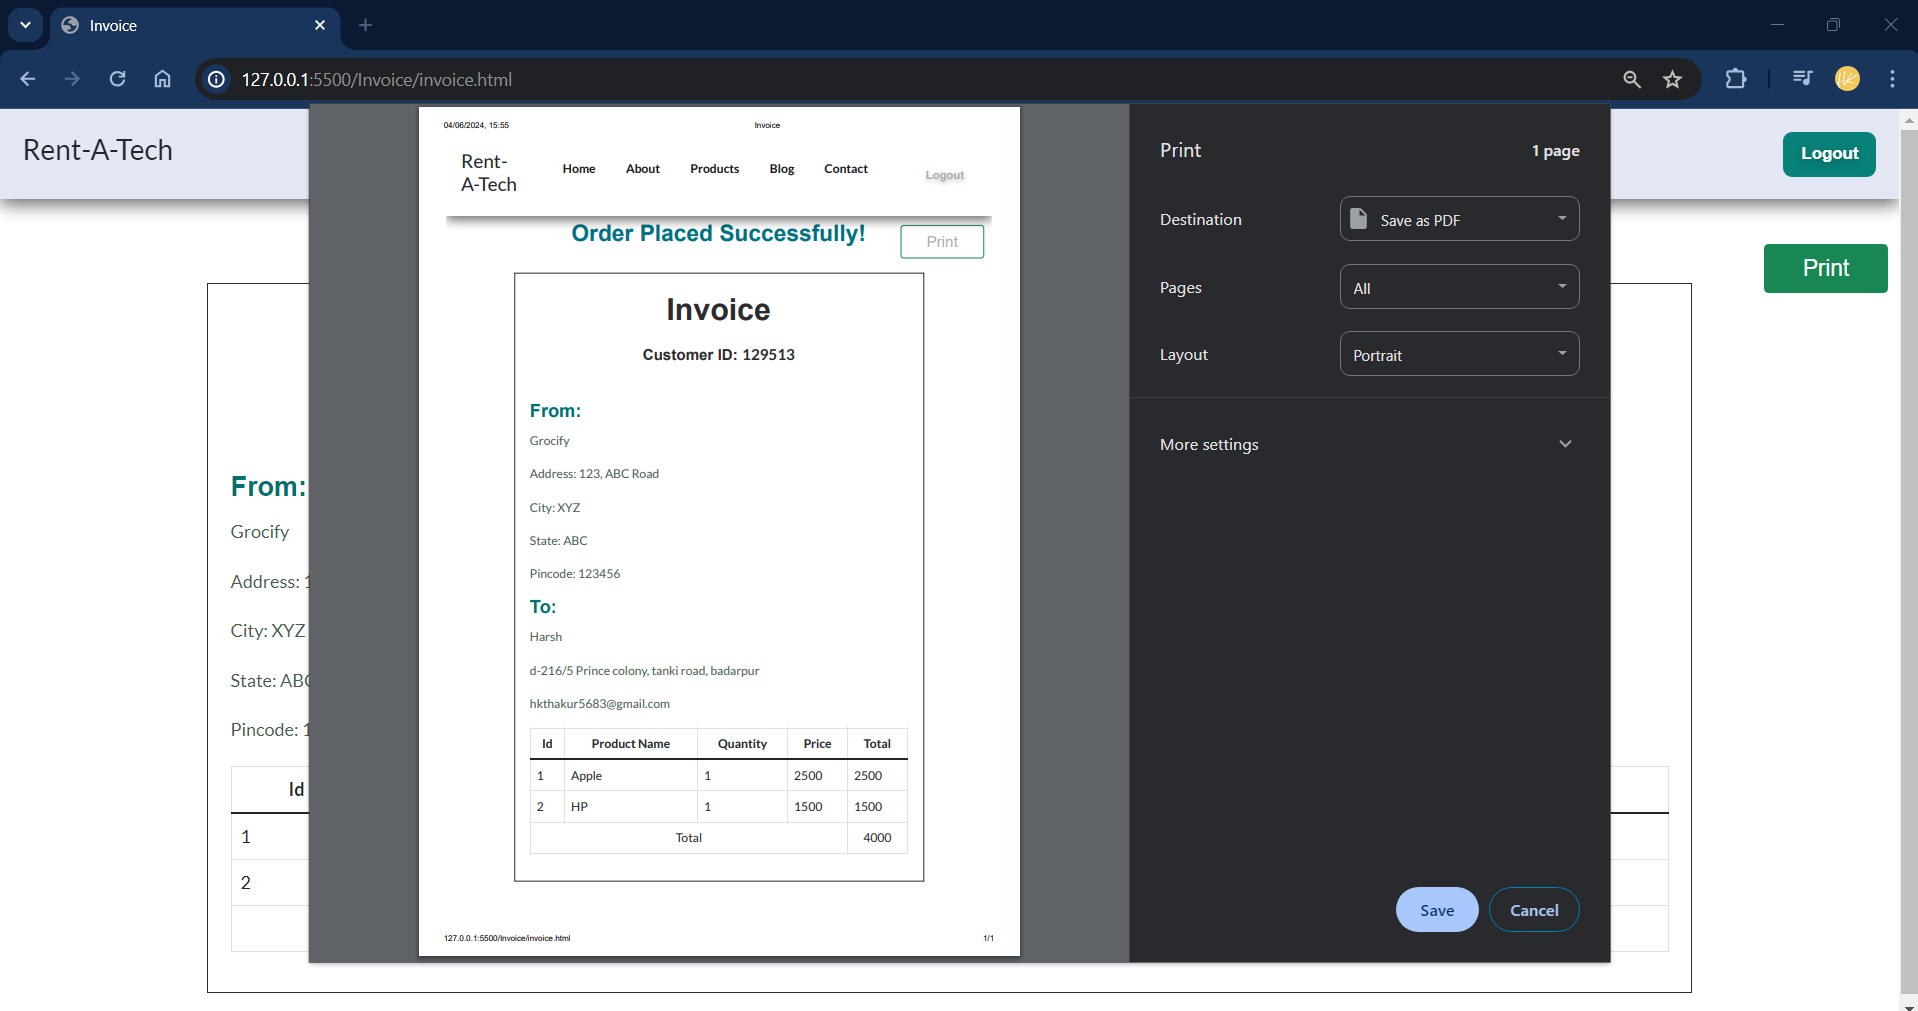 Invoice
127.0.0.1:5500/Invoice/invoice.html
Rent-A-Tech
Logout
Print
From:
Grocify
Address: 1
City: XYZ
State: ABC
Pincode: 1
Id
1
2
04/06/2024, 15:55
Invoice
Rent-
A-Tech
Home
About
Products
Blog
Contact
Logout
Order Placed Successfully!
Print
Invoice
Customer ID: 129513
From:
Grocify
Address: 123, ABC Road
City: XYZ
State: ABC
Pincode: 123456
To:
Harsh
d-216/5 Prince colony, tanki road, badarpur
hkthakur5683@gmail.com
Id Product Name Quantity Price Total
1 Apple 1 2500 2500
2 HP 1 1500 1500
Total 4000
127.0.0.1:5500/Invoice/invoice.html
1/1
Print
1 page
Destination
Save as PDF
Pages
All
Layout
Portrait
More settings
Save
Cancel